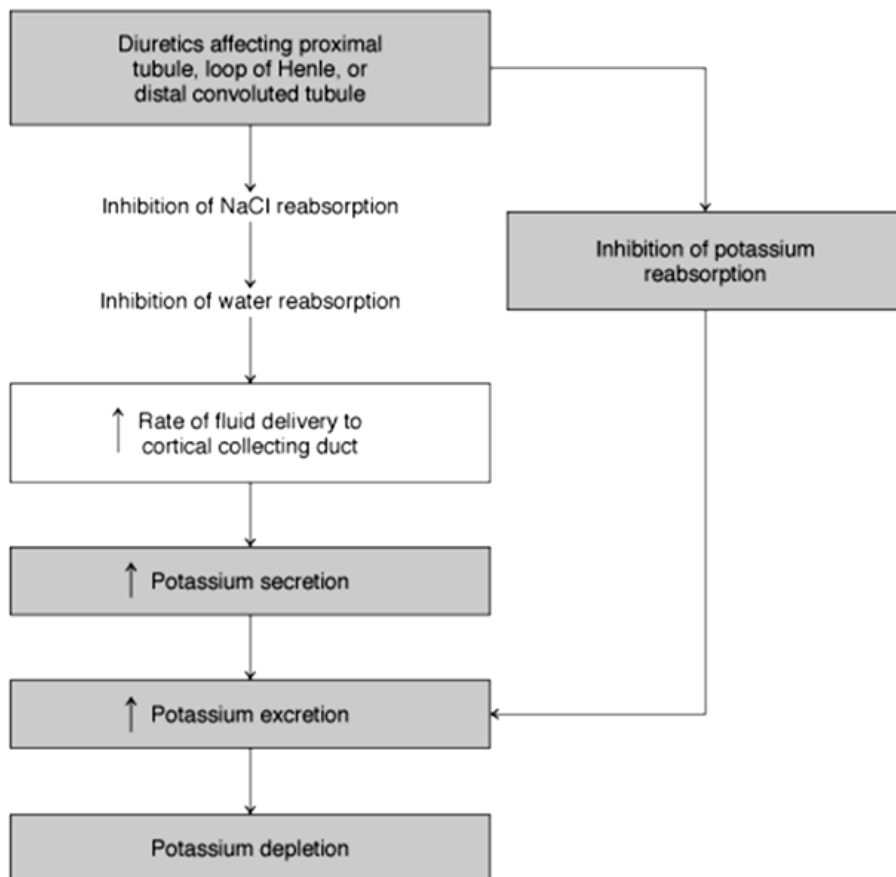 Diuretics affecting proximal
tubule, loop of Henle, or
distal convoluted tubule
Inhibition of NaCl reabsorption
Inhibition of potassium
reabsorption
Inhibition of water reabsorption
↑ Rate of fluid delivery to
cortical collecting duct
↑ Potassium secretion
↑ Potassium excretion
Potassium depletion